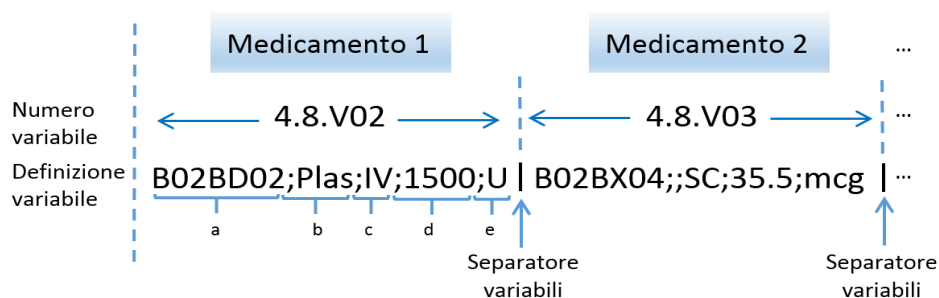 Medicamento 1 Medicamento 2 ...
Numero variabile 4.8.V02 4.8.V03 ...
Definizione variabile B02BD02;Plas;IV;1500;U | B02BX04;;SC;35.5;mcg | ...
a b c d e
Separatore variabili Separatore variabili